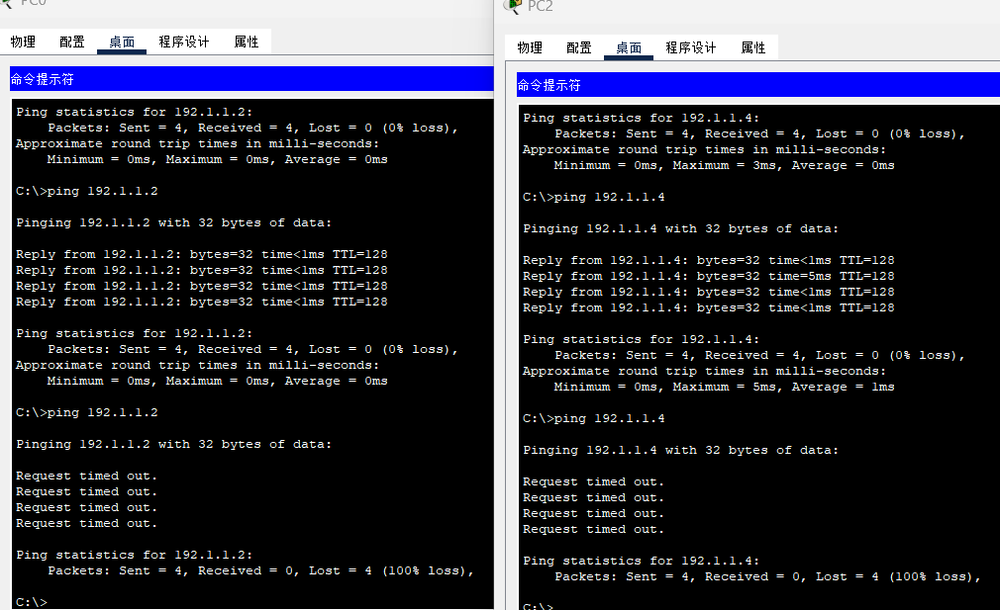 PC0
物理 配置 桌面 程序设计 属性
命令提示符
Ping statistics for 192.1.1.2:
Packets: Sent = 4, Received = 4, Lost = 0 (0% loss),
Approximate round trip times in milli-seconds:
Minimum = 0ms, Maximum = 0ms, Average = 0ms
C:\>ping 192.1.1.2
Pinging 192.1.1.2 with 32 bytes of data:
Reply from 192.1.1.2: bytes=32 time<1ms TTL=128
Reply from 192.1.1.2: bytes=32 time<1ms TTL=128
Reply from 192.1.1.2: bytes=32 time<1ms TTL=128
Reply from 192.1.1.2: bytes=32 time<1ms TTL=128
Ping statistics for 192.1.1.2:
Packets: Sent = 4, Received = 4, Lost = 0 (0% loss),
Approximate round trip times in milli-seconds:
Minimum = 0ms, Maximum = 0ms, Average = 0ms
C:\>ping 192.1.1.2
Pinging 192.1.1.2 with 32 bytes of data:
Request timed out.
Request timed out.
Request timed out.
Request timed out.
Ping statistics for 192.1.1.2:
Packets: Sent = 4, Received = 0, Lost = 4 (100% loss),
C:\>
PC2
物理 配置 桌面 程序设计 属性
命令提示符
Ping statistics for 192.1.1.4:
Packets: Sent = 4, Received = 4, Lost = 0 (0% loss),
Approximate round trip times in milli-seconds:
Minimum = 0ms, Maximum = 3ms, Average = 0ms
C:\>ping 192.1.1.4
Pinging 192.1.1.4 with 32 bytes of data:
Reply from 192.1.1.4: bytes=32 time<1ms TTL=128
Reply from 192.1.1.4: bytes=32 time=5ms TTL=128
Reply from 192.1.1.4: bytes=32 time<1ms TTL=128
Reply from 192.1.1.4: bytes=32 time<1ms TTL=128
Ping statistics for 192.1.1.4:
Packets: Sent = 4, Received = 4, Lost = 0 (0% loss),
Approximate round trip times in milli-seconds:
Minimum = 0ms, Maximum = 5ms, Average = 1ms
C:\>ping 192.1.1.4
Pinging 192.1.1.4 with 32 bytes of data:
Request timed out.
Request timed out.
Request timed out.
Request timed out.
Ping statistics for 192.1.1.4:
Packets: Sent = 4, Received = 0, Lost = 4 (100% loss),
C:\>